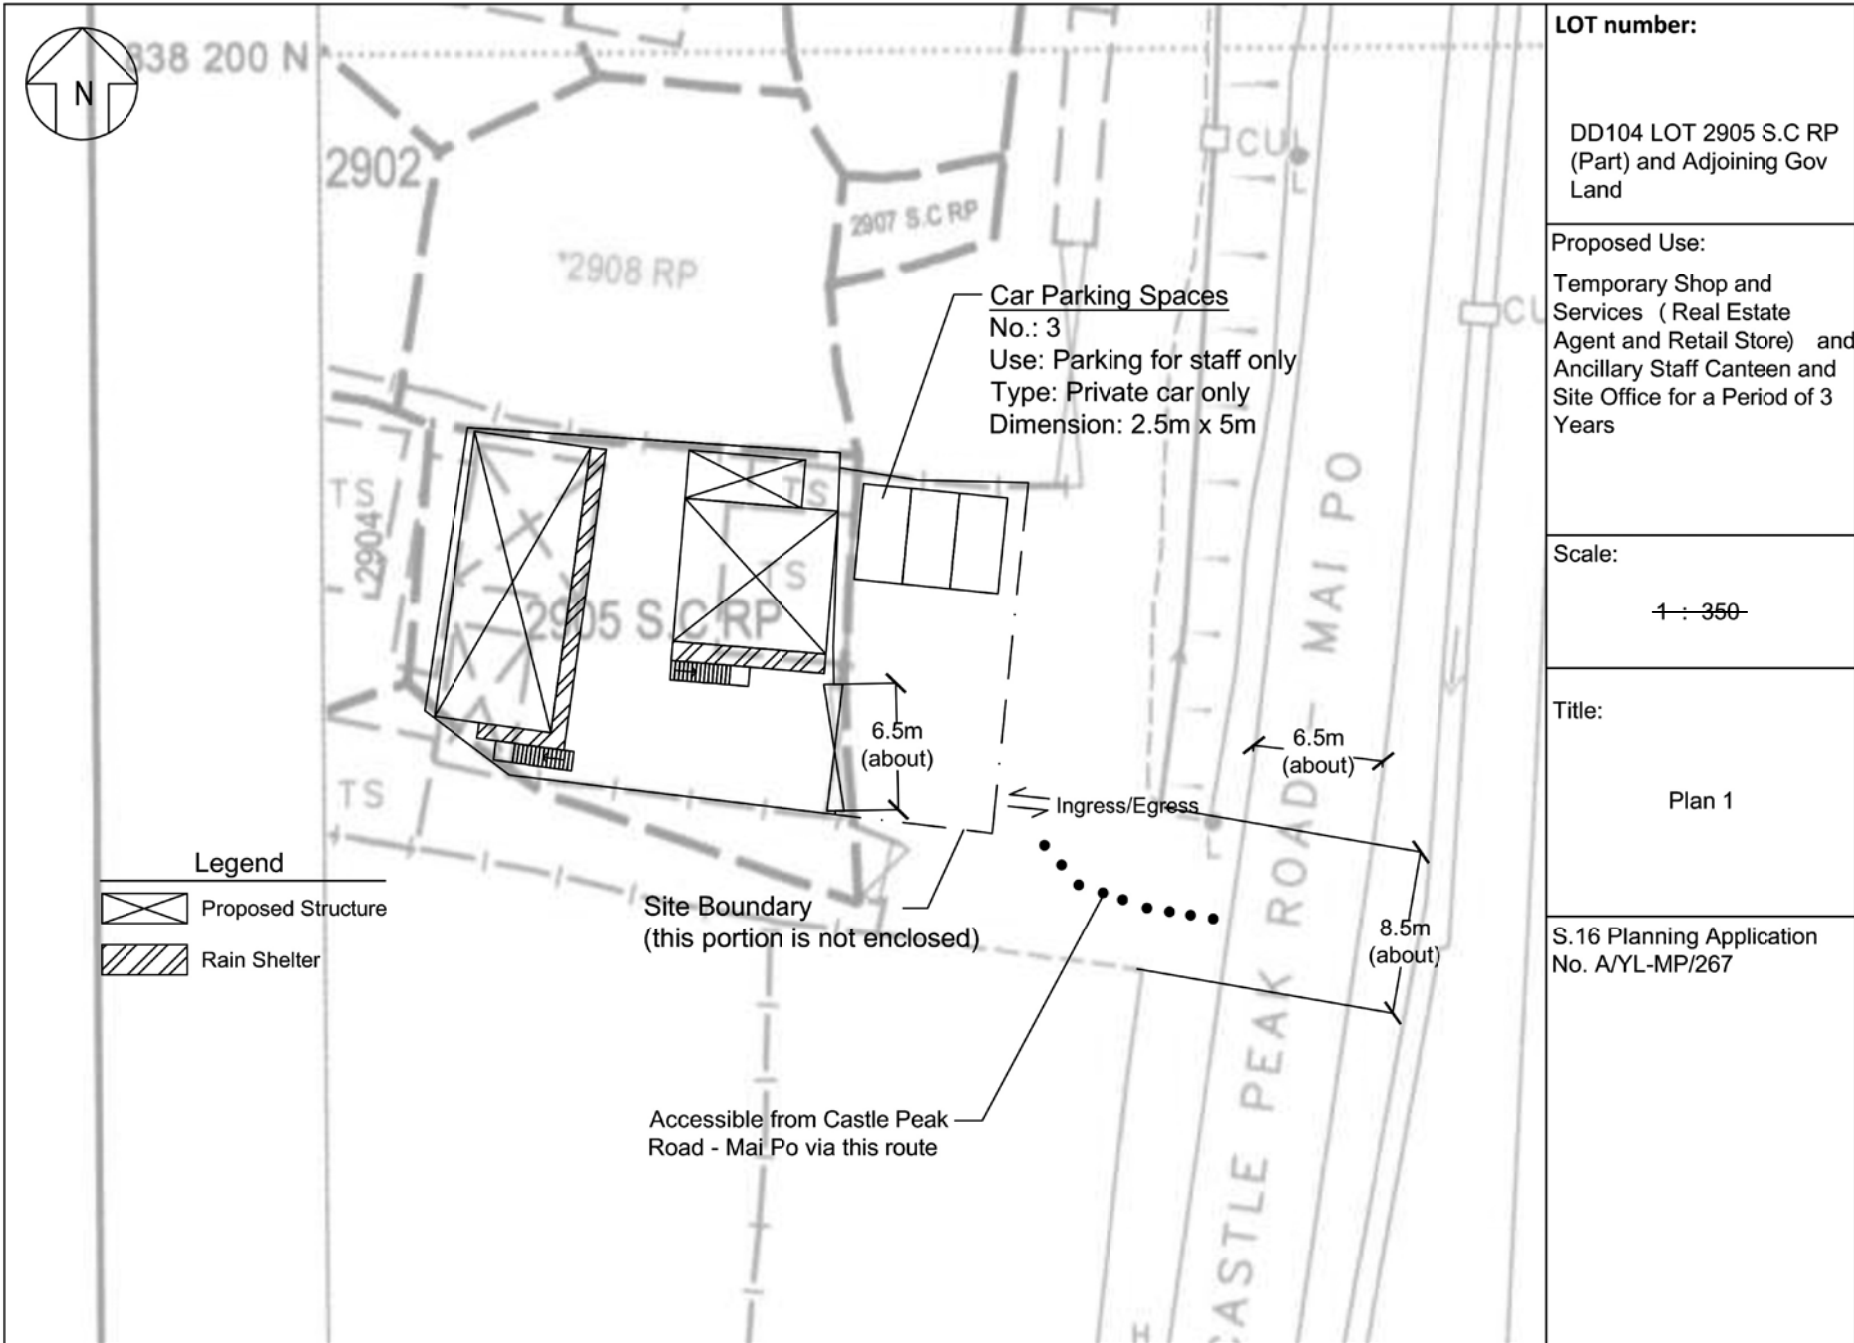 N
838 200 N
2902
2908 RP
2907 S.C RP
CU
CU
Car Parking Spaces
No.: 3
Use: Parking for staff only
Type: Private car only
Dimension: 2.5m x 5m
TS
2904
TS
TS
2905 S.C RP
TS
6.5m
(about)
6.5m
(about)
Ingress/Egress
8.5m
(about)
CASTLE PEAK ROAD - MAI PO
Site Boundary
(this portion is not enclosed)
Accessible from Castle Peak
Road - Mai Po via this route
Legend
Proposed Structure
Rain Shelter
LOT number:
DD104 LOT 2905 S.C RP
(Part) and Adjoining Gov
Land
Proposed Use:
Temporary Shop and
Services ( Real Estate
Agent and Retail Store) and
Ancillary Staff Canteen and
Site Office for a Period of 3
Years
Scale:
1 : 350
Title:
Plan 1
S.16 Planning Application
No. A/YL-MP/267